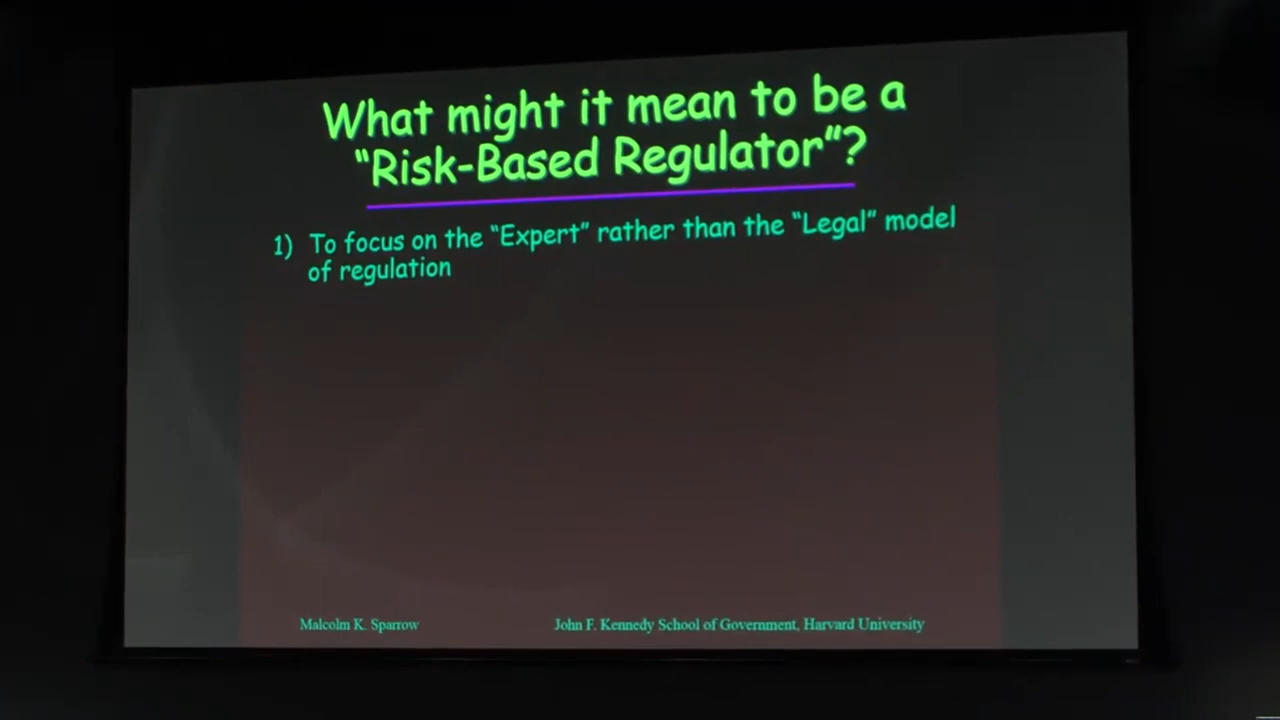 What might it mean to be a
“Risk-Based Regulator”?
1) To focus on the “Expert” rather than the “Legal” model
of regulation
Malcolm K. Sparrow
John F. Kennedy School of Government, Harvard University